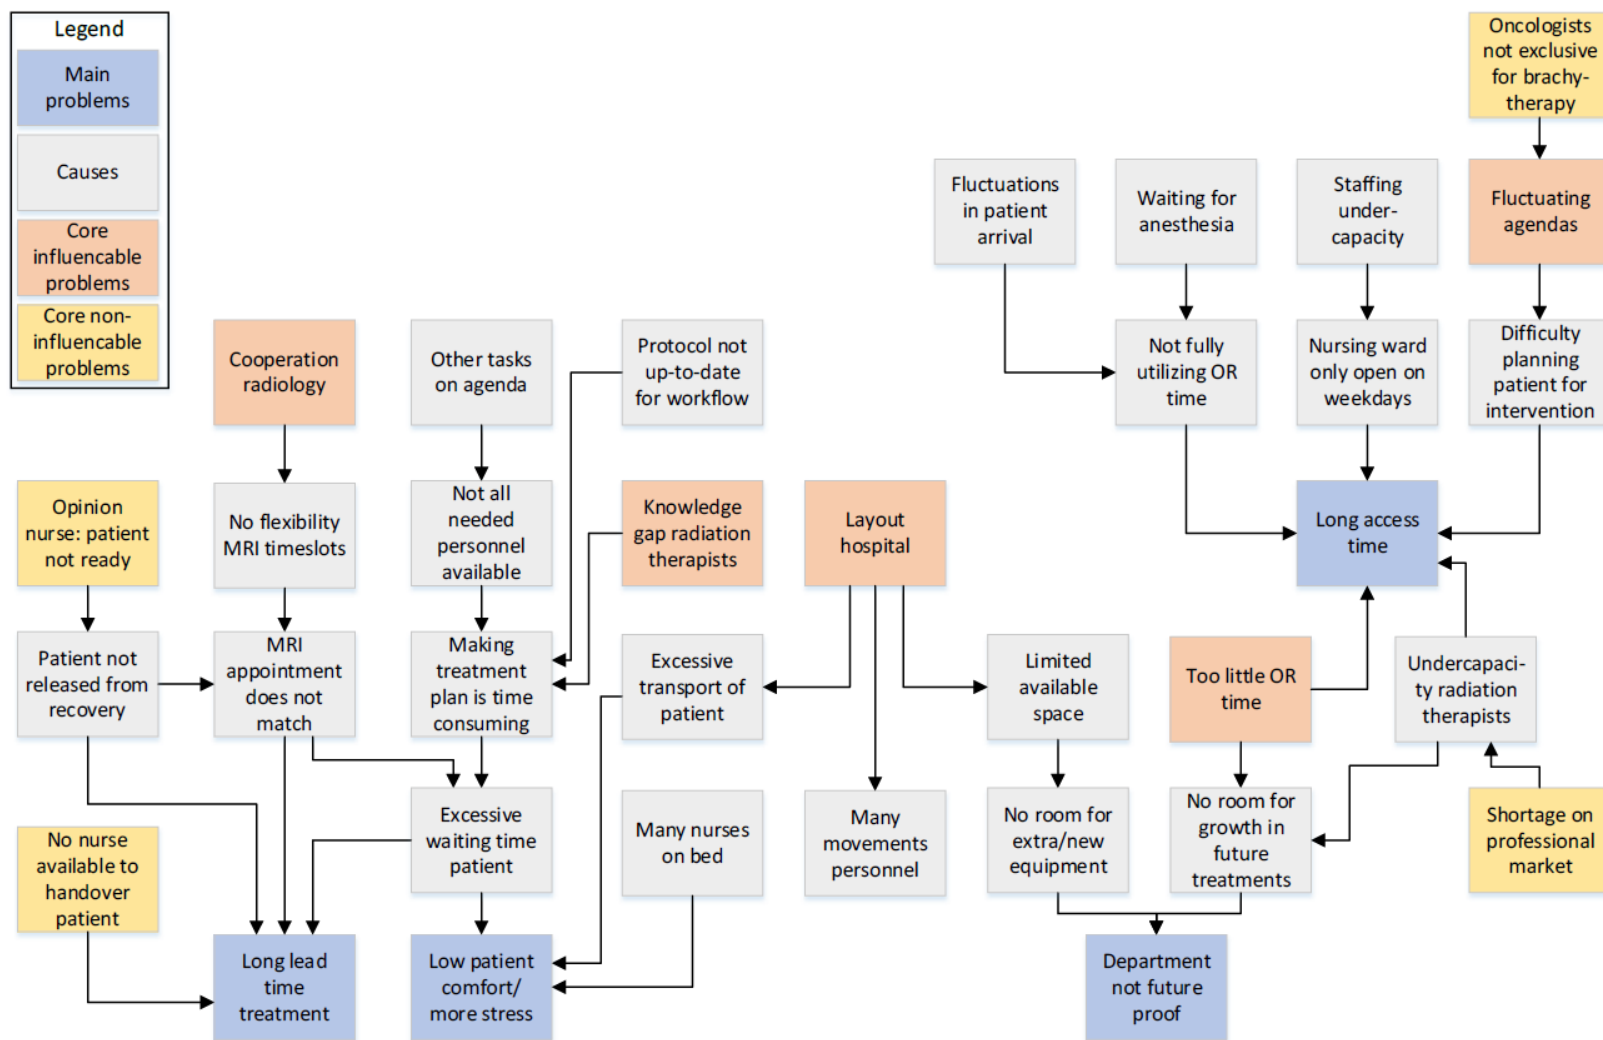 Legend
Main
problems
Causes
Core
influencable
problems
Core non-
influencable
problems
Oncologists
not exclusive
for brachy-
therapy
Fluctuations
in patient
arrival
Waiting for
anesthesia
Staffing
under-
capacity
Fluctuating
agendas
Cooperation
radiology
Other tasks
on agenda
Protocol not
up-to-date
for workflow
Not fully
utilizing OR
time
Nursing ward
only open on
weekdays
Difficulty
planning
patient for
intervention
Opinion
nurse: patient
not ready
No flexibility
MRI timeslots
Not all
needed
personnel
available
Knowledge
gap radiation
therapists
Layout
hospital
Long access
time
Patient not
released from
recovery
MRI
appointment
does not
match
Making
treatment
plan is time
consuming
Excessive
transport of
patient
Limited
available
space
Too little OR
time
Undercapaci-
ty radiation
therapists
No nurse
available to
handover
patient
Excessive
waiting time
patient
Many nurses
on bed
Many
movements
personnel
No room for
extra/new
equipment
No room for
growth in
future
treatments
Shortage on
professional
market
Long lead
time
treatment
Low patient
comfort/
more stress
Department
not future
proof